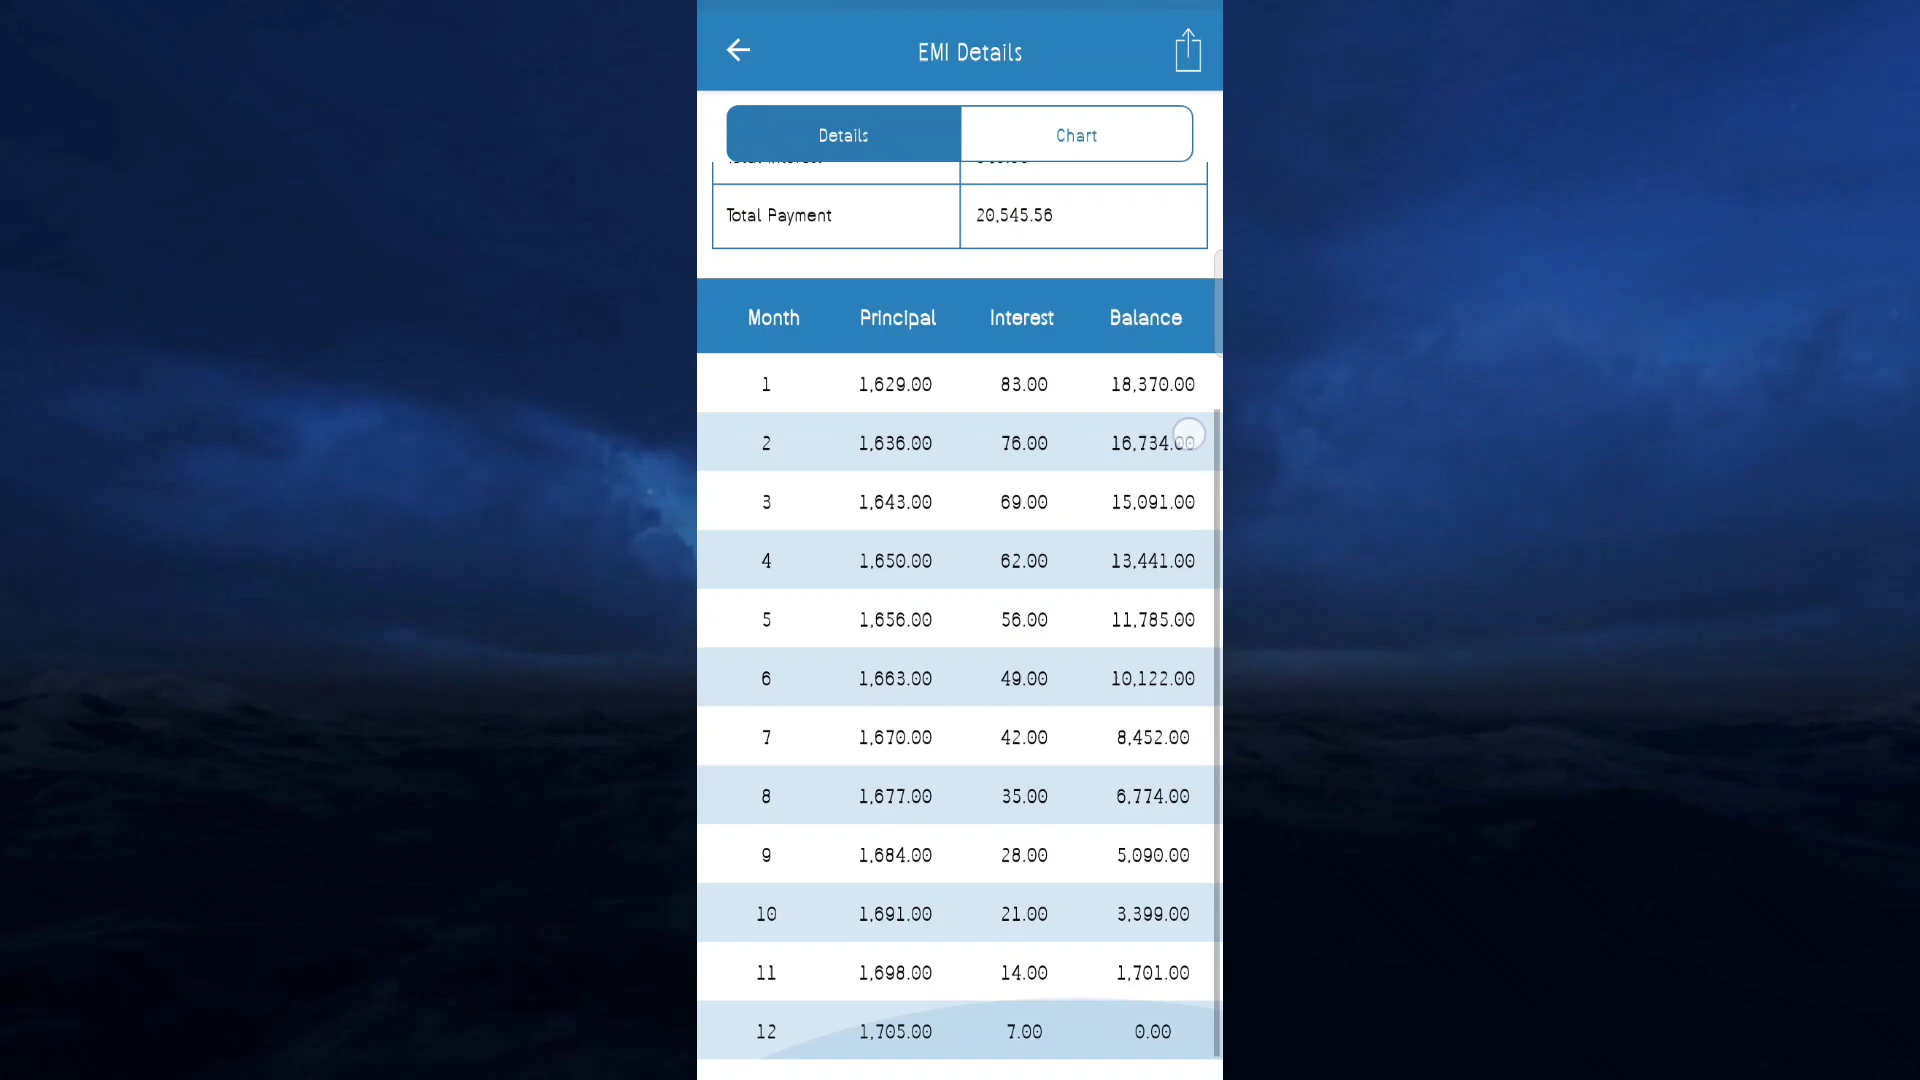 EMI Details
Details Chart
Total Payment 20,545.56
Month Principal Interest Balance
1 1,629.00 83.00 18,370.00
2 1,636.00 76.00 16,734.00
3 1,643.00 69.00 15,091.00
4 1,650.00 62.00 13,441.00
5 1,656.00 56.00 11,785.00
6 1,663.00 49.00 10,122.00
7 1,670.00 42.00 8,452.00
8 1,677.00 35.00 6,774.00
9 1,684.00 28.00 5,090.00
10 1,691.00 21.00 3,399.00
11 1,698.00 14.00 1,701.00
12 1,705.00 7.00 0.00